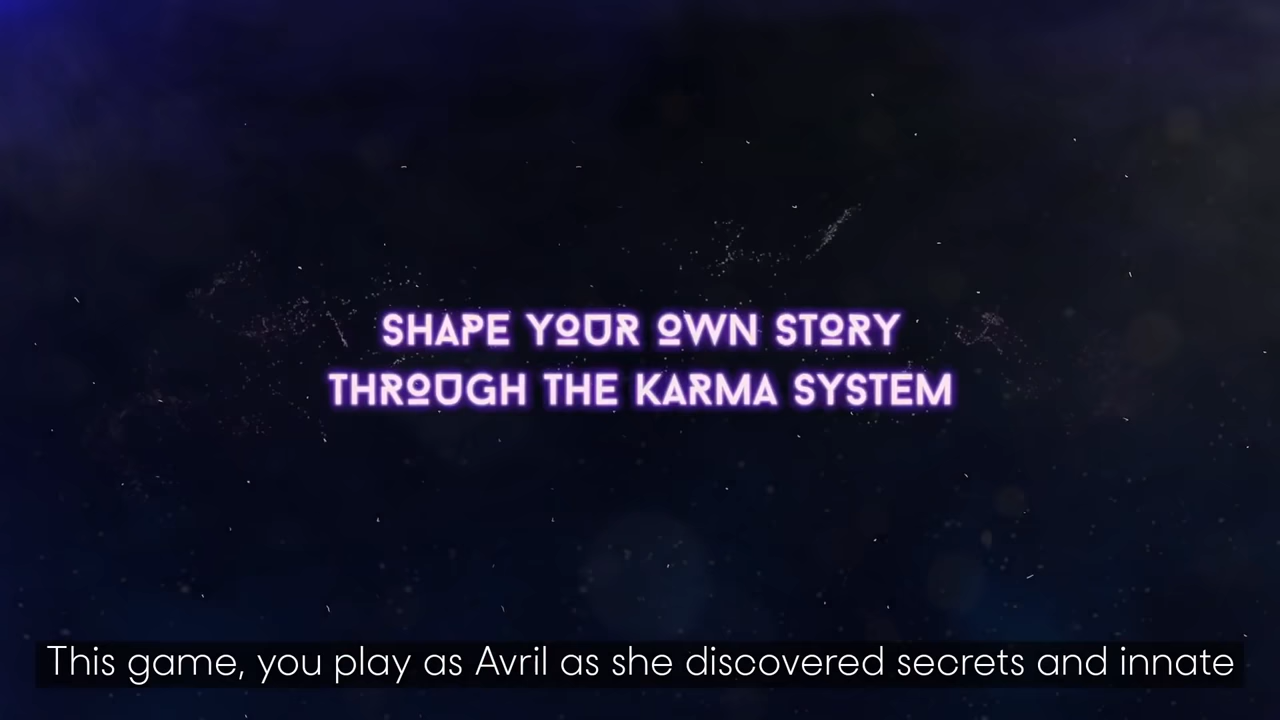 SHAPE YOUR OWN STORY
THROUGH THE KARMA SYSTEM
This game, you play as Avril as she discovered secrets and innate